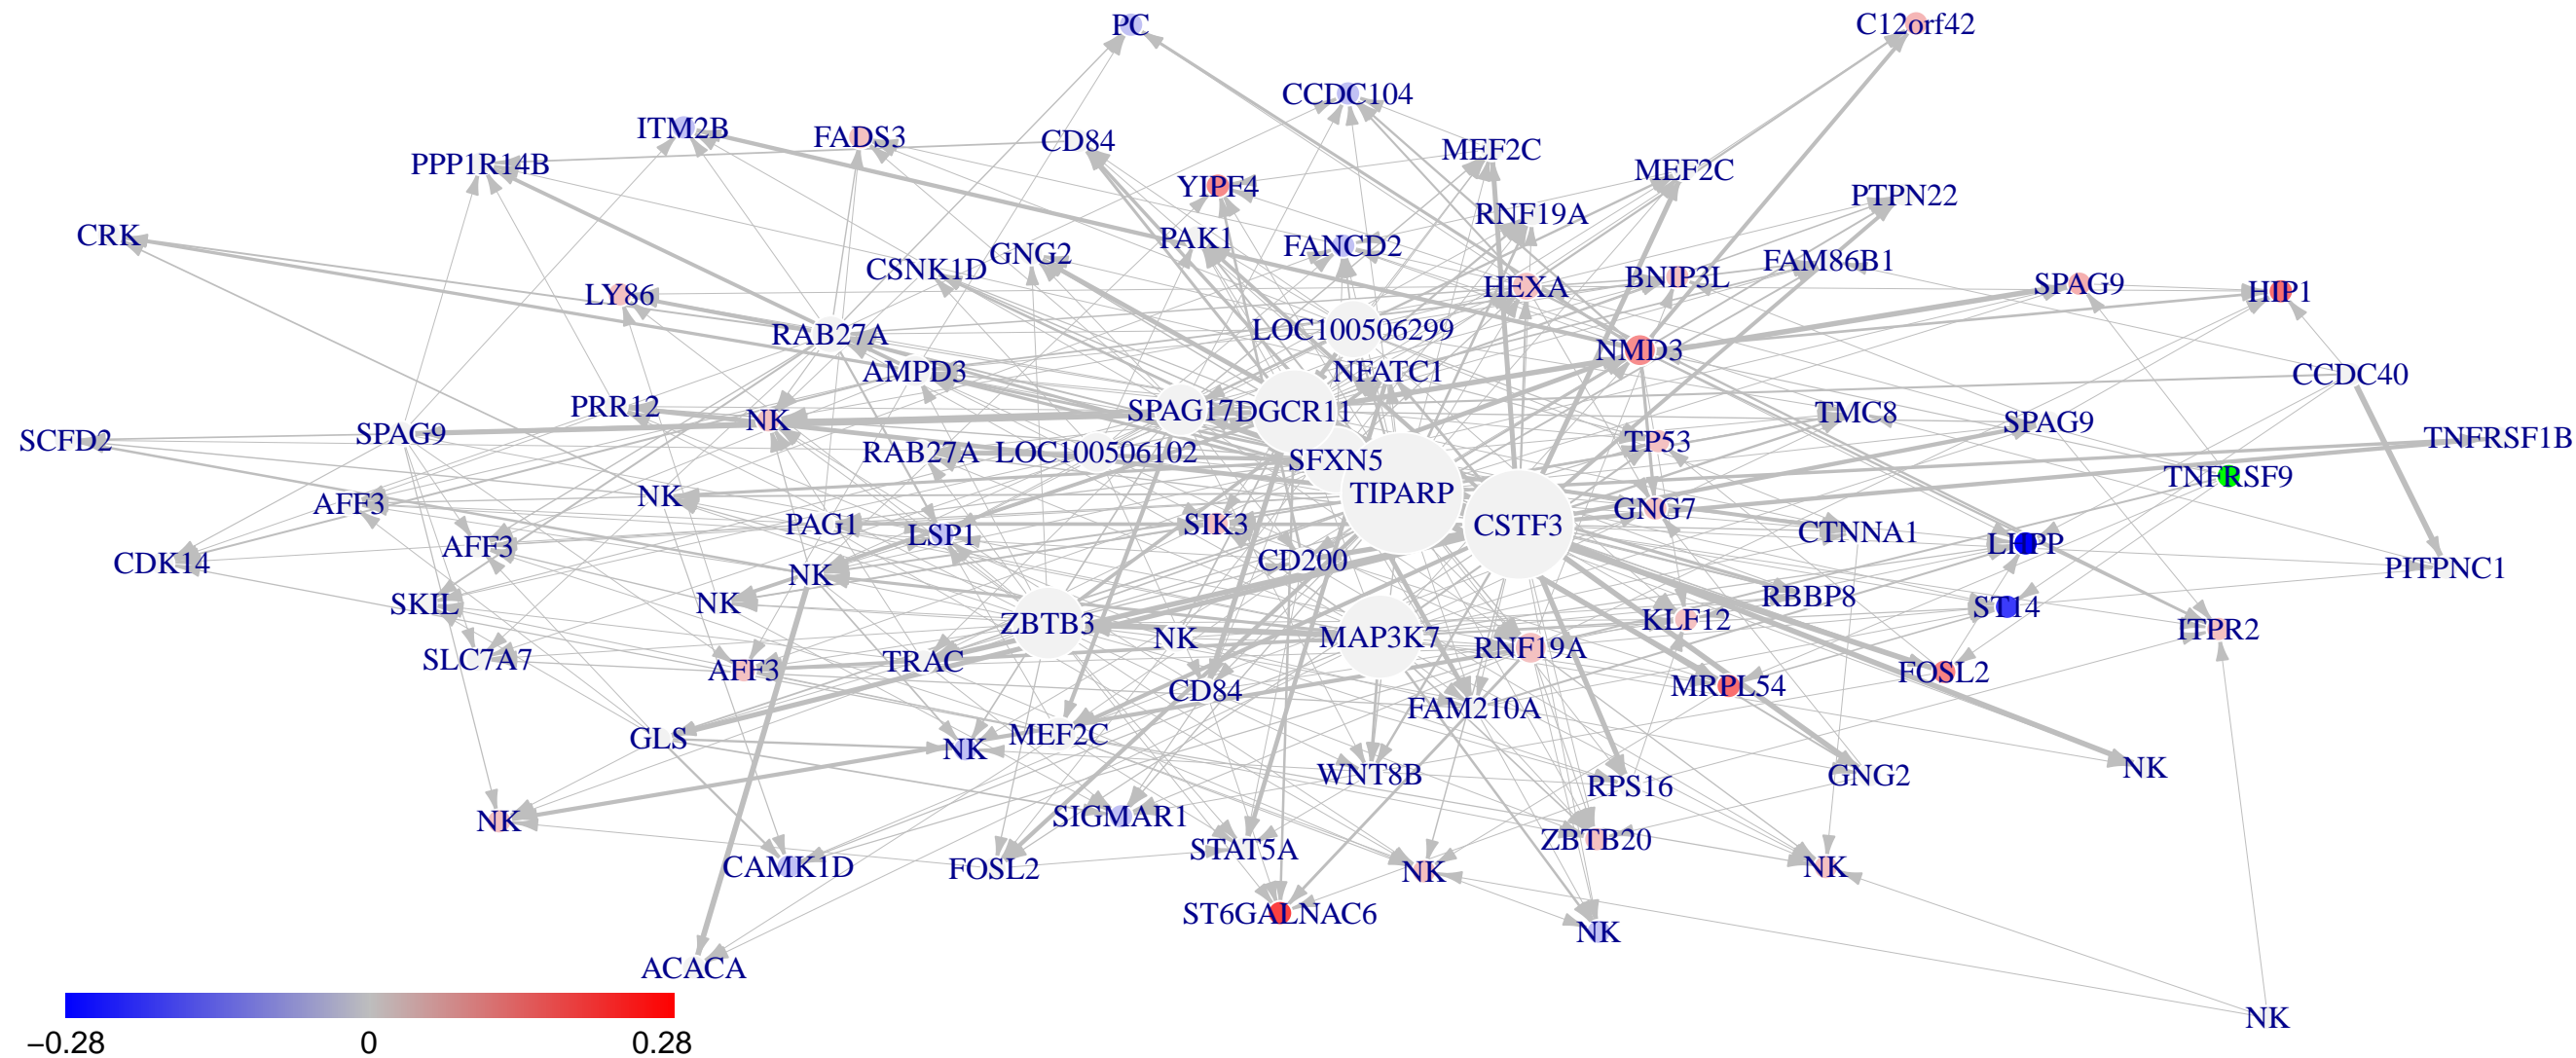 PC
C12orf42
CCDC104
ITM2B
FADS3
CD84
MEF2C
PPP1R14B
MEF2C
YIPF4
PTPN22
RNF19A
CRK
PAK1
FANCD2
GNG2
CSNK1D
FAM86B1
BNIP3L
HEXA
SPAG9
HIP1
LY86
RAB27A
LOC100506299
NMD3
AMPD3
NFATC1
CCDC40
PRR12
NK
SPAG17
DGCR11
TMC8
SPAG9
SCFD2
SPAG9
RAB27A
LOC100506102
SFXN5
TP53
TNFRSF1B
TNFRSF9
AFF3
NK
TIPARP
GNG7
PAG1
LSP1
SIK3
CSTF3
CTNNA1
LHPP
AFF3
CDK14
CD200
PITPNC1
NK
SKIL
NK
RBBP8
ST14
ZBTB3
NK
MAP3K7
KLF12
ITPR2
SLC7A7
AFF3
TRAC
RNF19A
FOSL2
CD84
MRPL54
FAM210A
GLS
NK
MEF2C
WNT8B
RPS16
GNG2
NK
NK
SIGMAR1
ZBTB20
CAMK1D
FOSL2
STAT5A
NK
NK
ST6GALNAC6
NK
ACACA
NK
−0.28
0
0.28